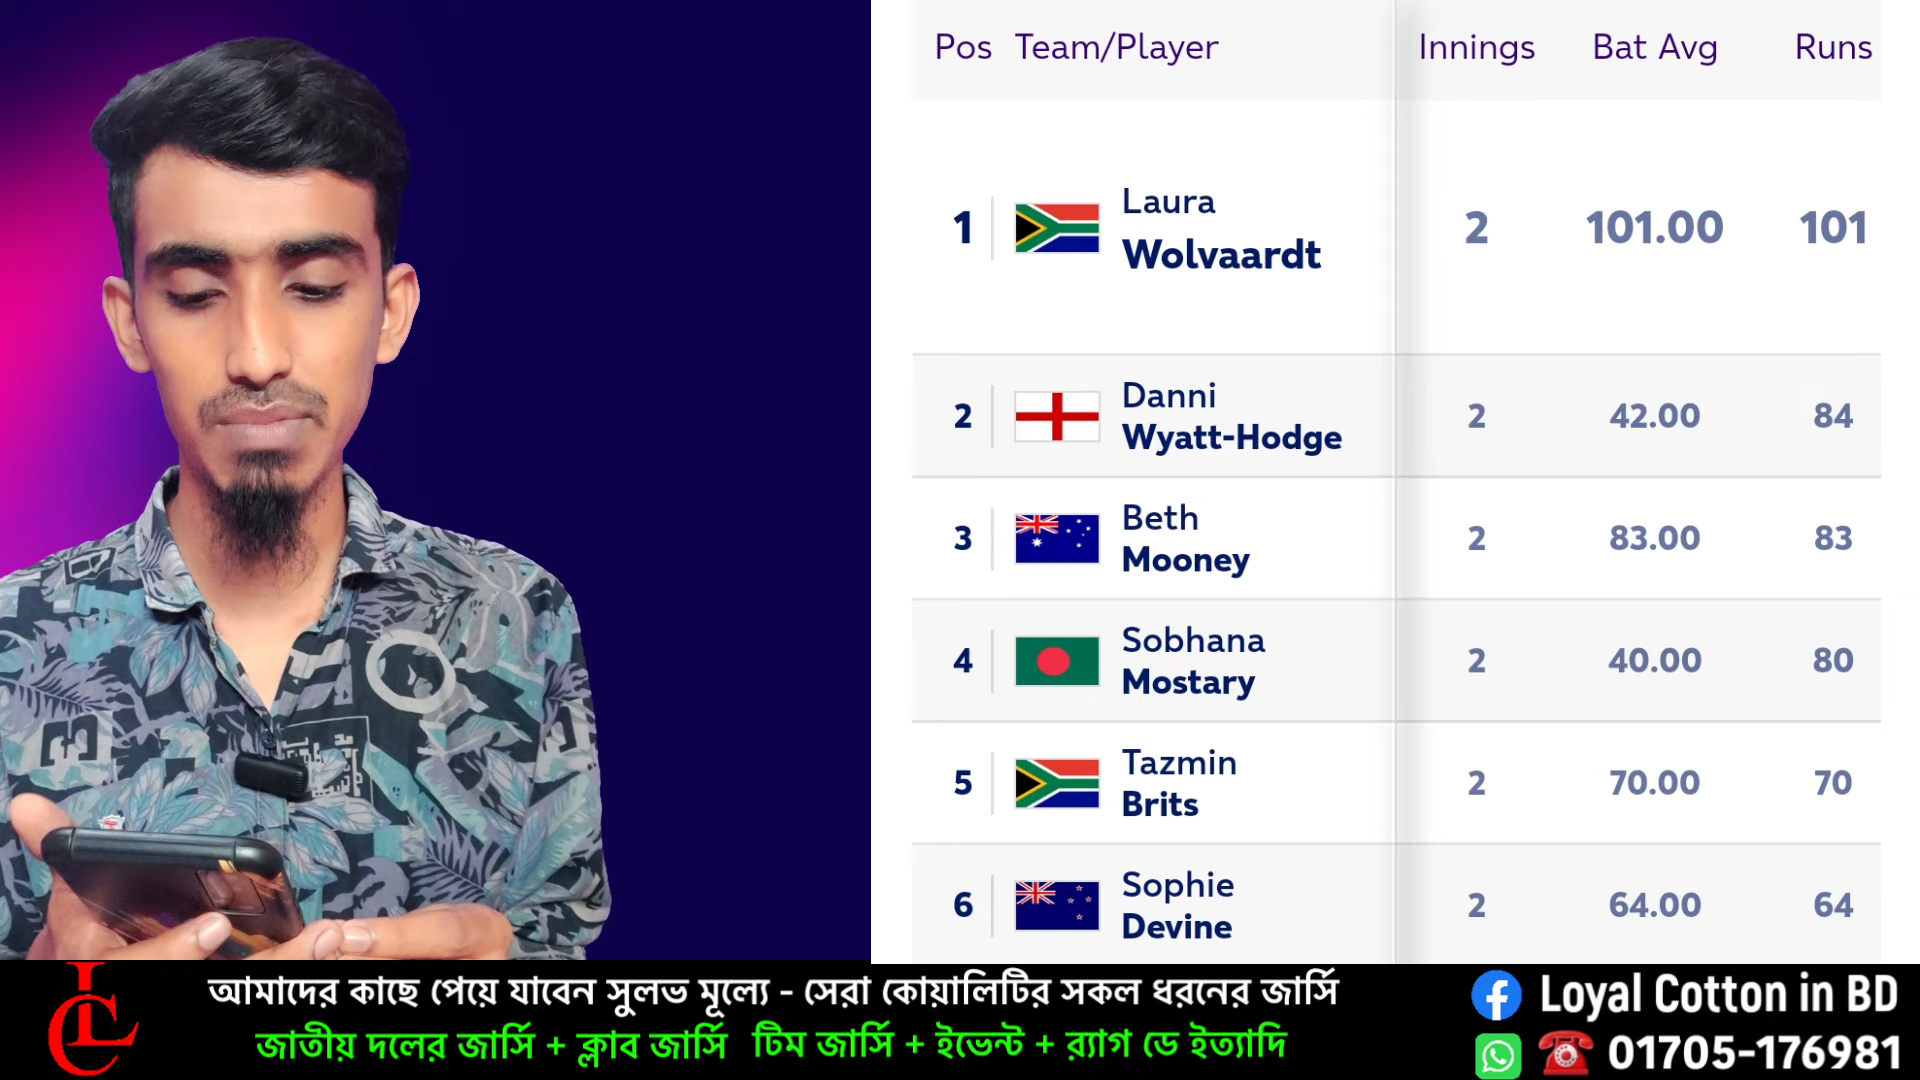 Pos Team/Player Innings Bat Avg Runs
1 Laura Wolvaardt 2 101.00 101
2 Danni Wyatt-Hodge 2 42.00 84
3 Beth Mooney 2 83.00 83
4 Sobhana Mostary 2 40.00 80
5 Tazmin Brits 2 70.00 70
6 Sophie Devine 2 64.00 64
LC
আমাদের কাছে পেয়ে যাবেন সুলভ মূল্যে - সেরা কোয়ালিটির সকল ধরনের জার্সি
জাতীয় দলের জার্সি + ক্লাব জার্সি টিম জার্সি + ইভেন্ট + র‍্যাগ ডে ইত্যাদি
Loyal Cotton in BD
01705-176981